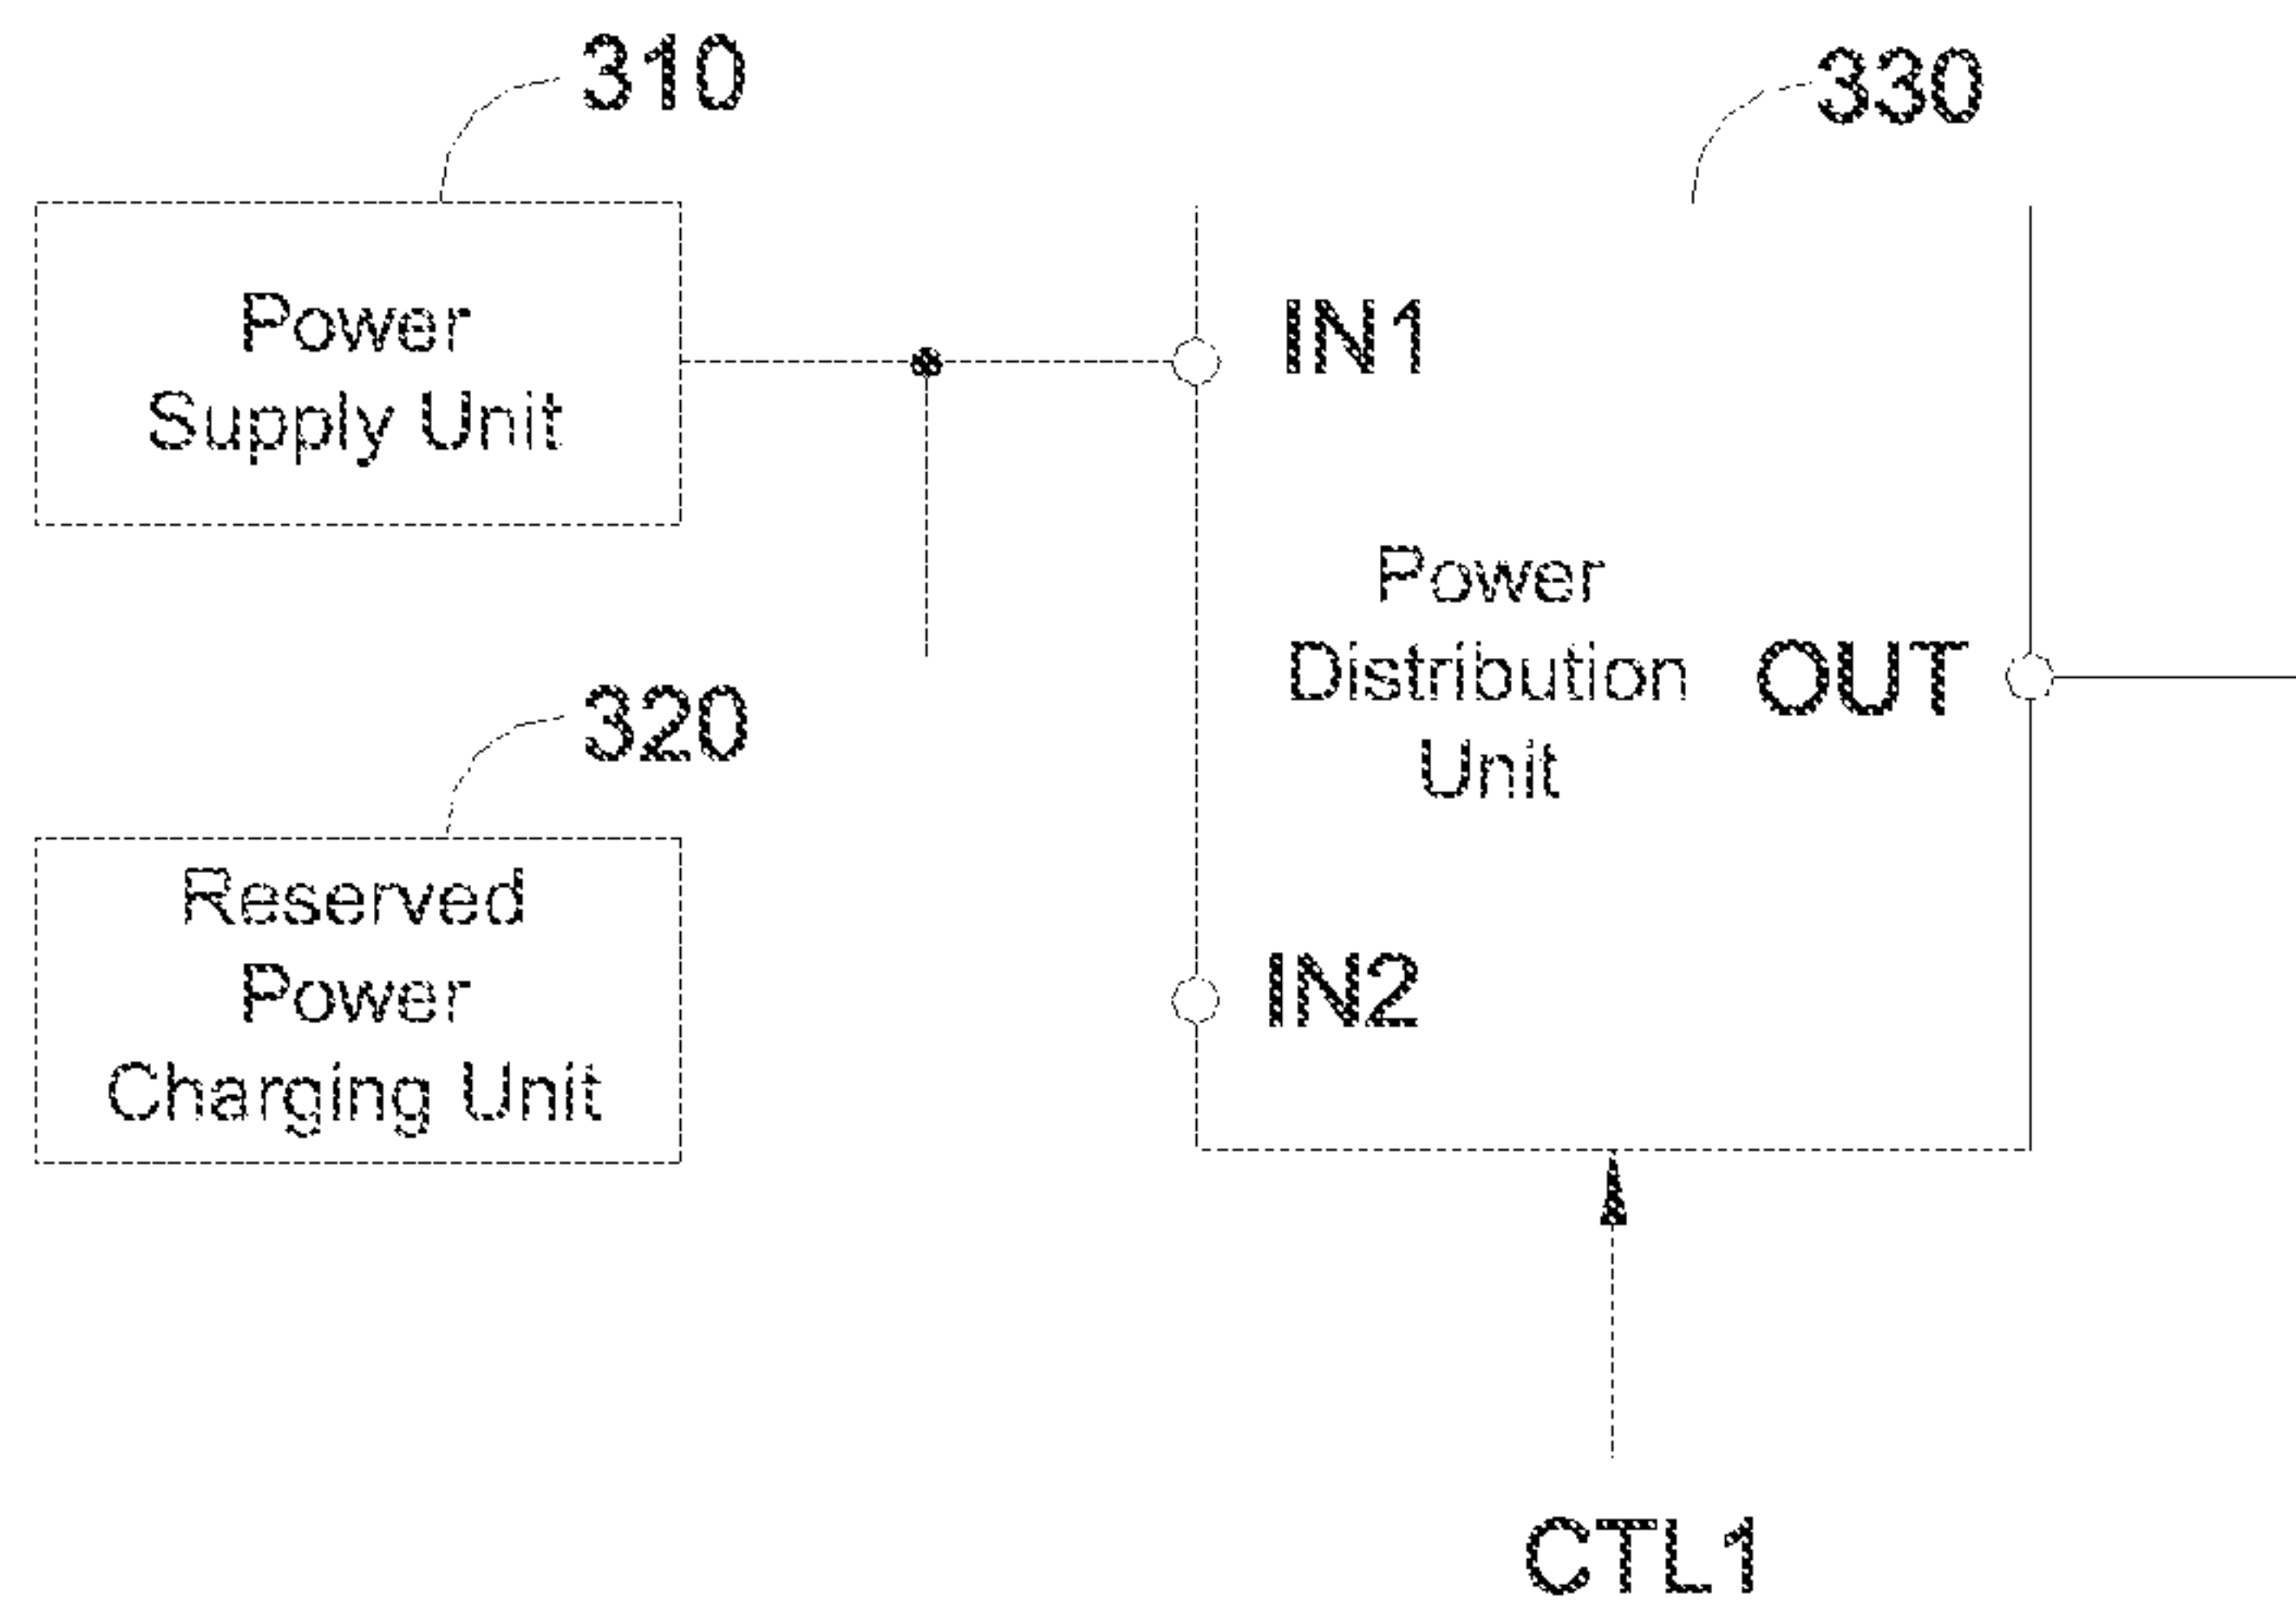 310
330
Power
Supply Unit
IN1
Power
Distribution
Unit
OUT
320
Reserved
Power
Charging Unit
IN2
CTL1